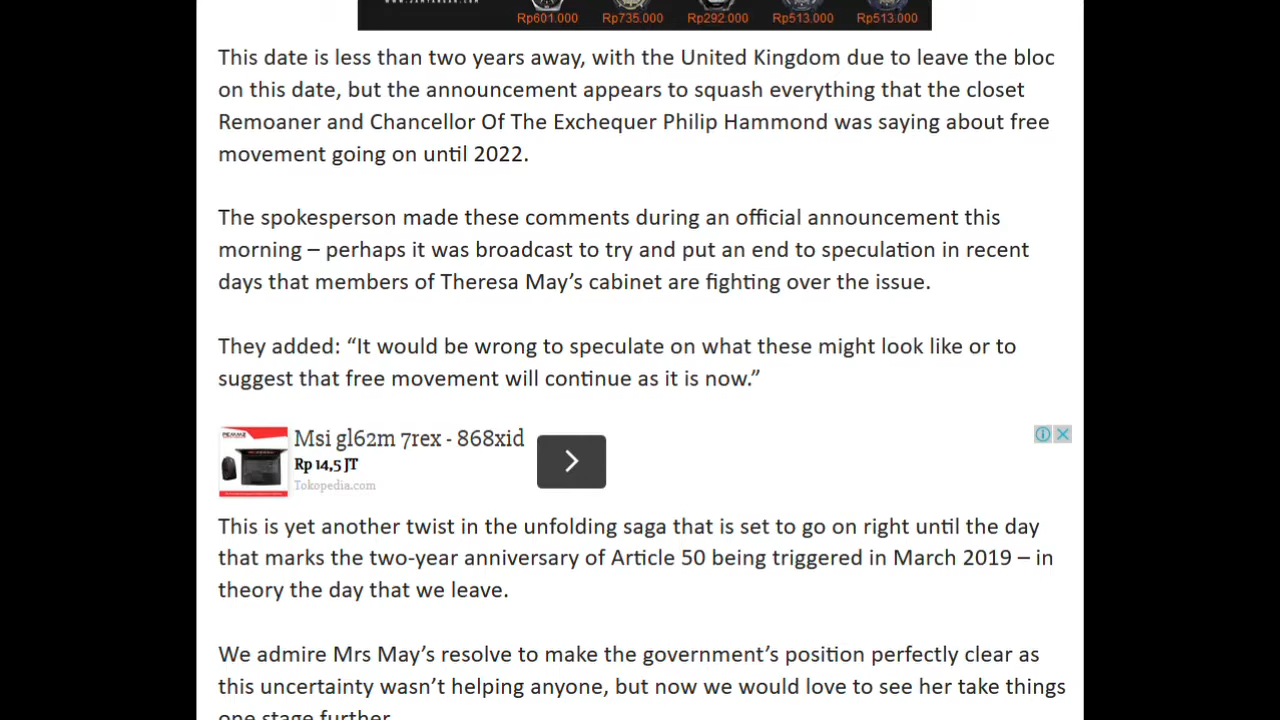 Rp601.000 Rp735.000 Rp292.000 Rp513.000 Rp513.000
This date is less than two years away, with the United Kingdom due to leave the bloc
on this date, but the announcement appears to squash everything that the closet
Remoaner and Chancellor Of The Exchequer Philip Hammond was saying about free
movement going on until 2022.
The spokesperson made these comments during an official announcement this
morning – perhaps it was broadcast to try and put an end to speculation in recent
days that members of Theresa May’s cabinet are fighting over the issue.
They added: “It would be wrong to speculate on what these might look like or to
suggest that free movement will continue as it is now.”
Msi gl62m 7rex - 868xid
Rp 14,5 JT
Tokopedia.com
This is yet another twist in the unfolding saga that is set to go on right until the day
that marks the two-year anniversary of Article 50 being triggered in March 2019 – in
theory the day that we leave.
We admire Mrs May’s resolve to make the government’s position perfectly clear as
this uncertainty wasn’t helping anyone, but now we would love to see her take things
one stage further